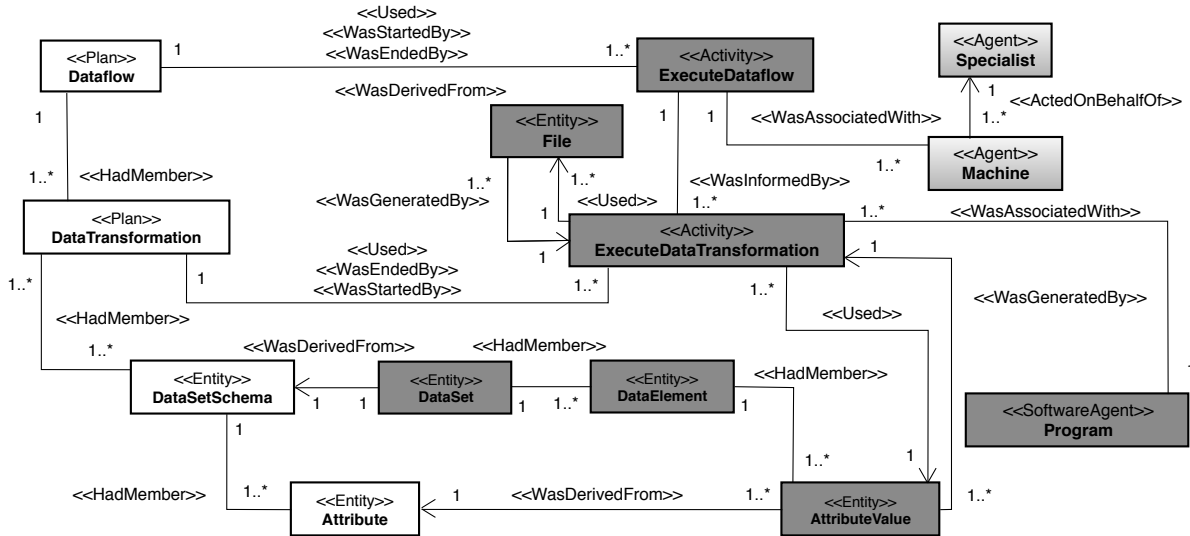 <<Used>>
<<WasStartedBy>>
<<WasEndedBy>>
1
1..*
<<Plan>>
Dataflow
<<Activity>>
ExecuteDataflow
<<Agent>>
Specialist
<<WasDerivedFrom>>
1
1
1
1
<<ActedOnBehalfOf>>
1..*
<<Entity>>
File
<<WasAssociatedWith>>
1..*
<<Agent>>
Machine
1..*
<<HadMember>>
1..*
1..*
<<WasInformedBy>>
<<WasGeneratedBy>>
<<Used>>
1
1..*
1..*
<<WasAssociatedWith>>
<<Plan>>
DataTransformation
<<Activity>>
ExecuteDataTransformation
<<Used>>
<<WasEndedBy>>
<<WasStartedBy>>
1
1
1
1..*
1..*
1..*
<<WasGeneratedBy>>
<<Used>>
<<HadMember>>
1..*
<<WasDerivedFrom>>
<<HadMember>>
<<HadMember>>
<<Entity>>
DataSetSchema
<<Entity>>
DataSet
<<Entity>>
DataElement
1
1
1
1..*
1
1
<<SoftwareAgent>>
Program
1..*
1
<<HadMember>>
1..*
<<Entity>>
Attribute
1
<<WasDerivedFrom>>
1..*
<<Entity>>
AttributeValue
1..*